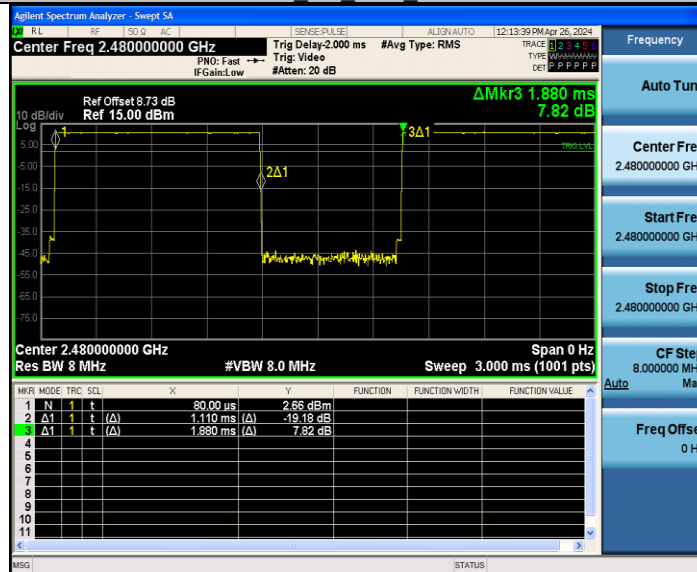 Agilent Spectrum Analyzer - Swept SA
RL RF 50 Ω AC SENSE:PULSE ALIGN AUTO 12:13:39 PM Apr 26, 2024
Center Freq 2.480000000 GHz
PNO: Fast
IFGain:Low
Trig Delay-2.000 ms
Trig: Video
#Atten: 20 dB
#Avg Type: RMS
TRACE 1 2 3 4 5 6
TYPE
DET P P P P P P
10 dB/div
Log
Ref Offset 8.73 dB
Ref 15.00 dBm
ΔMkr3 1.880 ms
7.82 dB
1
2Δ1
3Δ1
TRIG LVL
5.00
-5.00
-15.0
-25.0
-35.0
-45.0
-55.0
-65.0
-75.0
Center 2.480000000 GHz
Span 0 Hz
Res BW 8 MHz
#VBW 8.0 MHz
Sweep 3.000 ms (1001 pts)
MKR MODE TRC SCL X Y FUNCTION FUNCTION WIDTH FUNCTION VALUE
1 N 1 t 80.00 µs 2.66 dBm
2 Δ1 1 t (Δ) 1.110 ms (Δ) -19.18 dB
3 Δ1 1 t (Δ) 1.880 ms (Δ) 7.82 dB
4
5
6
7
8
9
10
11
MSG
STATUS
Frequency
Auto Tun
Center Fre
2.480000000 GH
Start Fre
2.480000000 GH
Stop Fre
2.480000000 GH
CF Ste
8.000000 MH
Auto Ma
Freq Offse
0 H